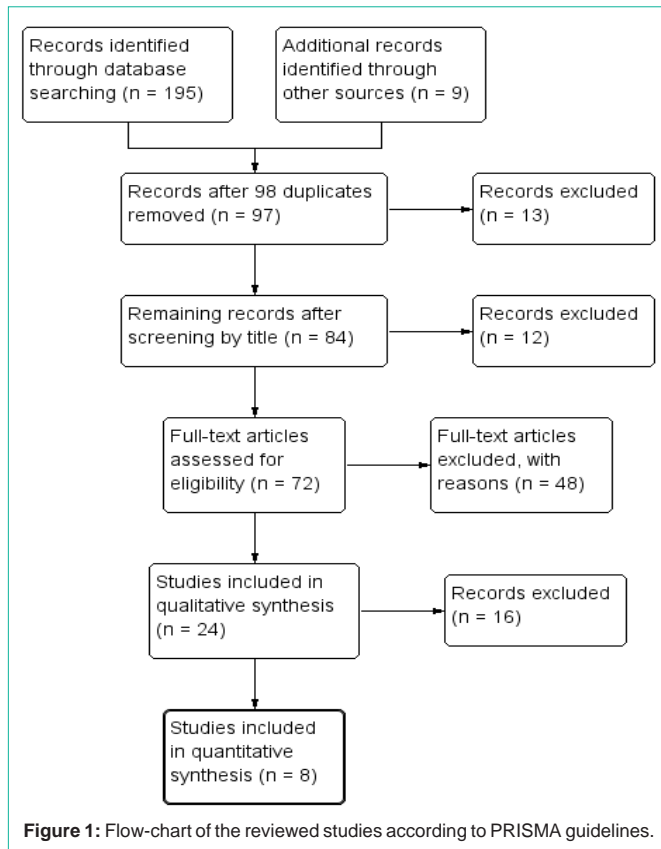 Records identified
through database
searching (n = 195)
Additional records
identified through
other sources (n = 9)
Records after 98 duplicates
removed (n = 97)
Records excluded
(n = 13)
Remaining records after
screening by title (n = 84)
Records excluded
(n = 12)
Full-text articles
assessed for
eligibility (n = 72)
Full-text articles
excluded, with
reasons (n = 48)
Studies included in
qualitative synthesis
(n = 24)
Records excluded
(n = 16)
Studies included
in quantitative
synthesis (n = 8)
Figure 1: Flow-chart of the reviewed studies according to PRISMA guidelines.